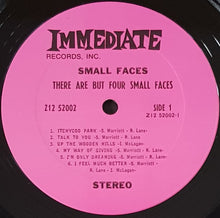 IMMEDIATE
RECORDS, INC.
SMALL FACES
THERE ARE BUT FOUR SMALL FACES
Z12 52002 SIDE 1
Z12 52002-1
1. ITCHYCOO PARK -S. Marriott - R. Lane-
2. TALK TO YOU -S. Marriott - R. Lane-
3. UP THE WOODEN HILLS -I. McLagan-
4. MY WAY OF GIVING -S. Marriott - R. Lane-
5. I'M ONLY DREAMING -S. Marriott - R. Lane-
6. I FEEL MUCH BETTER -S. Marriott - R. Lane-
STEREO